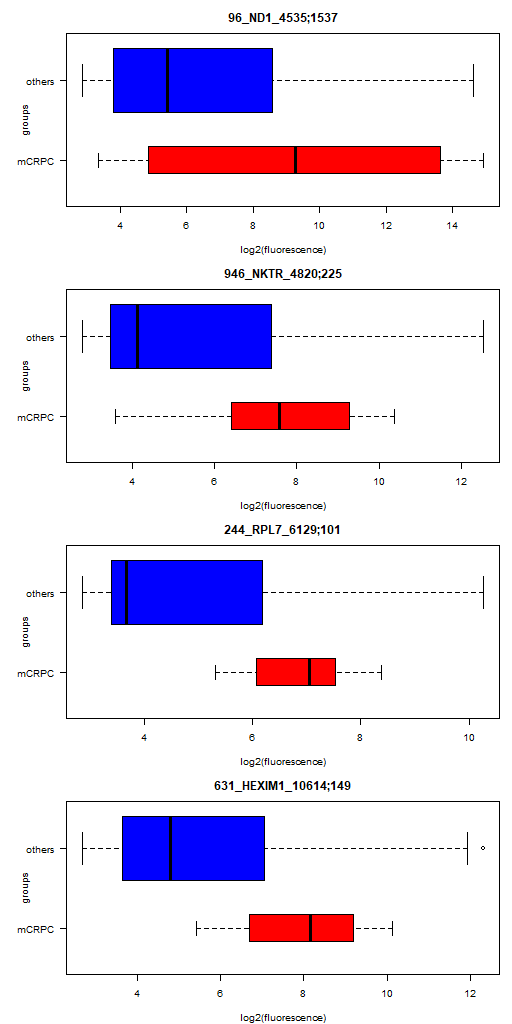 96_ND1_4535;1537
others
groups
mCRPC
4 6 8 10 12 14
log2(fluorescence)
946_NKTR_4820;225
others
groups
mCRPC
4 6 8 10 12
log2(fluorescence)
244_RPL7_6129;101
others
groups
mCRPC
4 6 8 10
log2(fluorescence)
631_HEXIM1_10614;149
others
groups
mCRPC
4 6 8 10 12
log2(fluorescence)